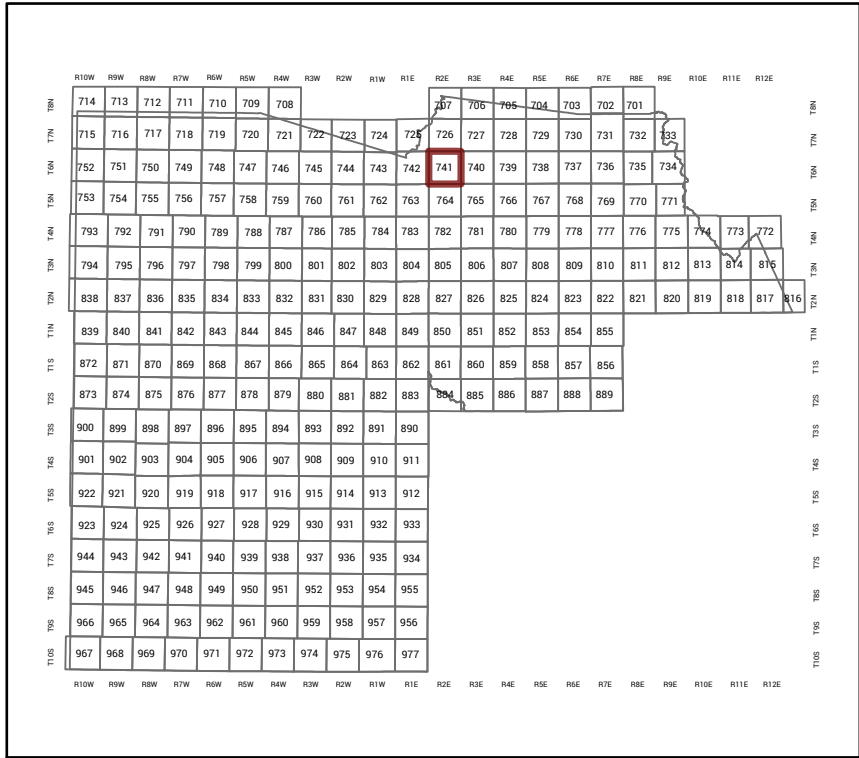 R10W R9W R8W R7W R6W R5W R4W R3W R2W R1W R1E R2E R3E R4E R5E R6E R7E R8E R9E R10E R11E R12E
T8N 714 713 712 711 710 709 708 707 706 705 704 703 702 701 T8N
T7N 715 716 717 718 719 720 721 722 723 724 725 726 727 728 729 730 731 732 733 T7N
T6N 752 751 750 749 748 747 746 745 744 743 742 741 740 739 738 737 736 735 734 T6N
T5N 753 754 755 756 757 758 759 760 761 762 763 764 765 766 767 768 769 770 771 T5N
T4N 793 792 791 790 789 788 787 786 785 784 783 782 781 780 779 778 777 776 775 774 773 772 T4N
T3N 794 795 796 797 798 799 800 801 802 803 804 805 806 807 808 809 810 811 812 813 814 815 T3N
T2N 838 837 836 835 834 833 832 831 830 829 828 827 826 825 824 823 822 821 820 819 818 817 816 T2N
T1N 839 840 841 842 843 844 845 846 847 848 849 850 851 852 853 854 855 T1N
T1S 872 871 870 869 868 867 866 865 864 863 862 861 860 859 858 857 856 T1S
T2S 873 874 875 876 877 878 879 880 881 882 883 884 885 886 887 888 889 T2S
T3S 900 899 898 897 896 895 894 893 892 891 890 T3S
T4S 901 902 903 904 905 906 907 908 909 910 911 T4S
T5S 922 921 920 919 918 917 916 915 914 913 912 T5S
T6S 923 924 925 926 927 928 929 930 931 932 933 T6S
T7S 944 943 942 941 940 939 938 937 936 935 934 T7S
T8S 945 946 947 948 949 950 951 952 953 954 955 T8S
T9S 966 965 964 963 962 961 960 959 958 957 956 T9S
T10S 967 968 969 970 971 972 973 974 975 976 977 T10S
R10W R9W R8W R7W R6W R5W R4W R3W R2W R1W R1E R2E R3E R4E R5E R6E R7E R8E R9E R10E R11E R12E